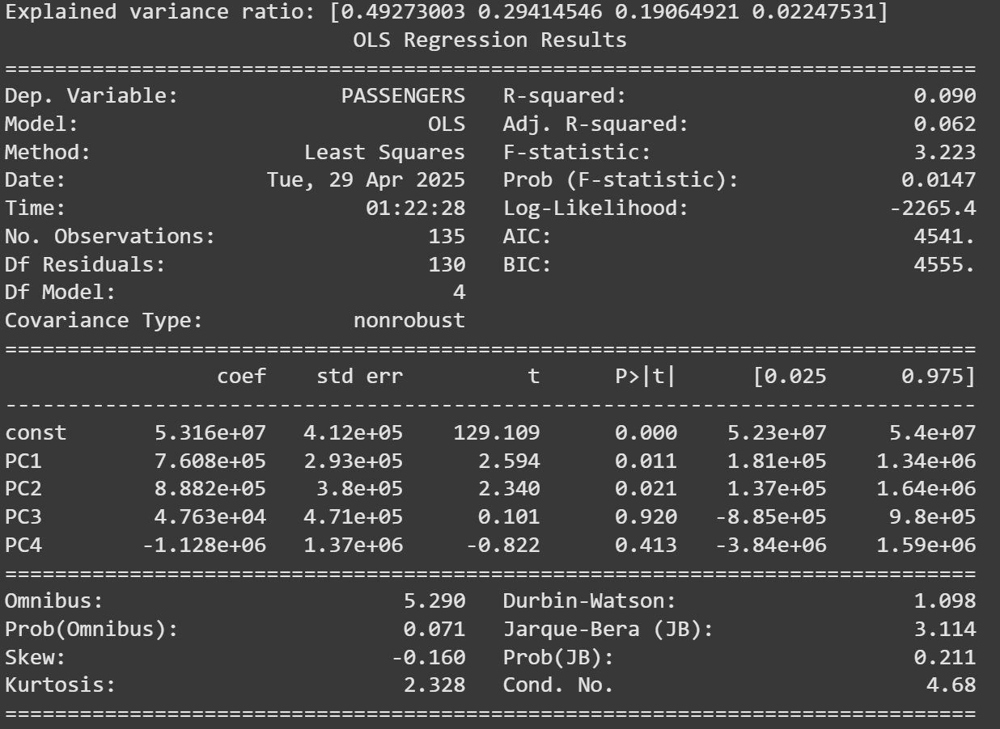 Explained variance ratio: [0.49273003 0.29414546 0.19064921 0.02247531]
                            OLS Regression Results
==============================================================================
Dep. Variable:             PASSENGERS   R-squared:                       0.090
Model:                            OLS   Adj. R-squared:                  0.062
Method:                 Least Squares   F-statistic:                     3.223
Date:                Tue, 29 Apr 2025   Prob (F-statistic):             0.0147
Time:                        01:22:28   Log-Likelihood:                -2265.4
No. Observations:                 135   AIC:                             4541.
Df Residuals:                     130   BIC:                             4555.
Df Model:                           4
Covariance Type:            nonrobust
==============================================================================
                 coef    std err          t      P>|t|      [0.025      0.975]
------------------------------------------------------------------------------
const       5.316e+07   4.12e+05    129.109      0.000    5.23e+07     5.4e+07
PC1         7.608e+05   2.93e+05      2.594      0.011    1.81e+05    1.34e+06
PC2         8.882e+05    3.8e+05      2.340      0.021    1.37e+05    1.64e+06
PC3         4.763e+04   4.71e+05      0.101      0.920   -8.85e+05     9.8e+05
PC4        -1.128e+06   1.37e+06     -0.822      0.413   -3.84e+06    1.59e+06
==============================================================================
Omnibus:                        5.290   Durbin-Watson:                   1.098
Prob(Omnibus):                  0.071   Jarque-Bera (JB):                3.114
Skew:                          -0.160   Prob(JB):                        0.211
Kurtosis:                       2.328   Cond. No.                         4.68
==============================================================================